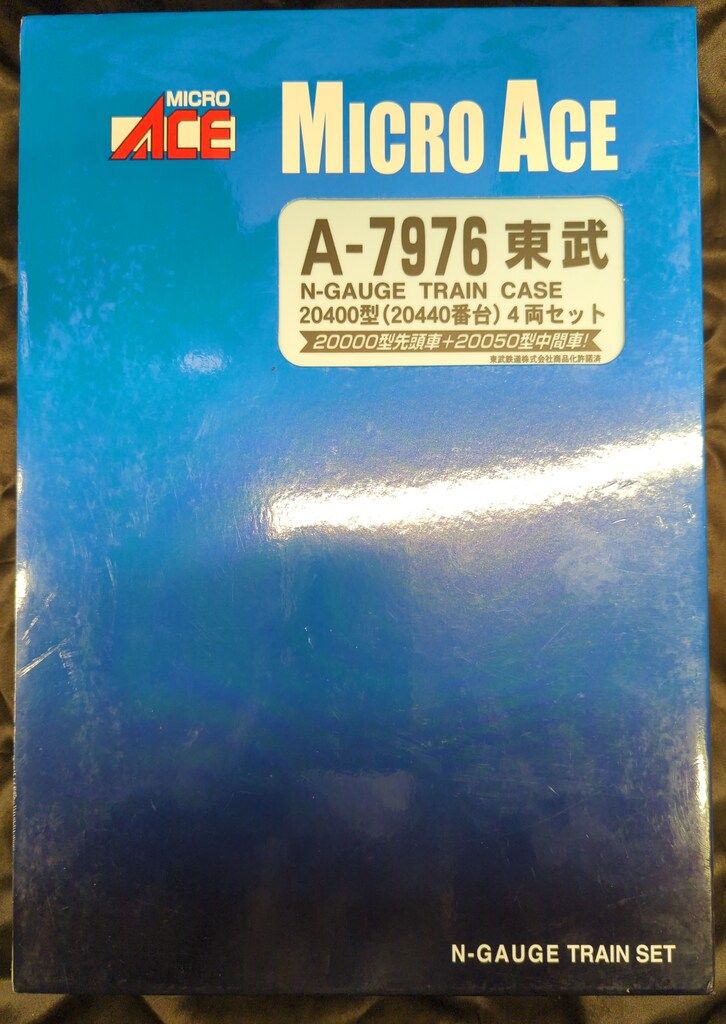 MICRO
ACE
MICRO ACE
A-7976 東武
N-GAUGE TRAIN CASE
20400型(20440番台)4両セット
20000型先頭車+20050型中間車!
東武鉄道株式会社商品化許諾済
N-GAUGE TRAIN SET